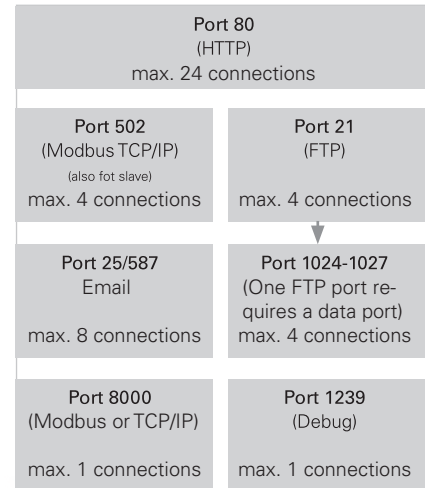 Port 80
(HTTP)
max. 24 connections
Port 502
(Modbus TCP/IP)
(also fot slave)
max. 4 connections
Port 21
(FTP)
max. 4 connections
Port 25/587
Email
max. 8 connections
Port 1024-1027
(One FTP port re-
quires a data port)
max. 4 connections
Port 8000
(Modbus or TCP/IP)
max. 1 connections
Port 1239
(Debug)
max. 1 connections